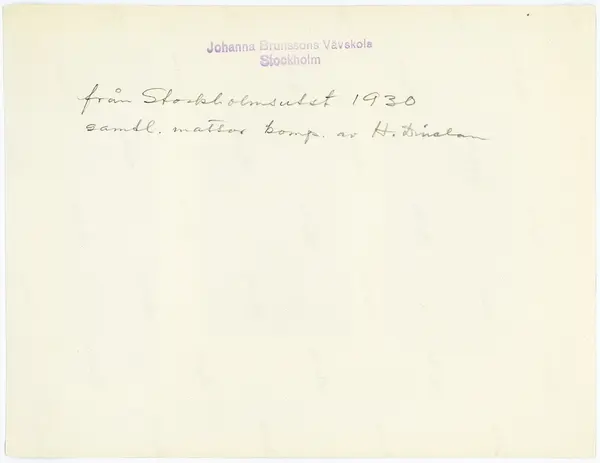 Johanna Brunssons Vävskola
Stockholm
från Stockholmsutst 1930
samtl. mattor komp. av H.